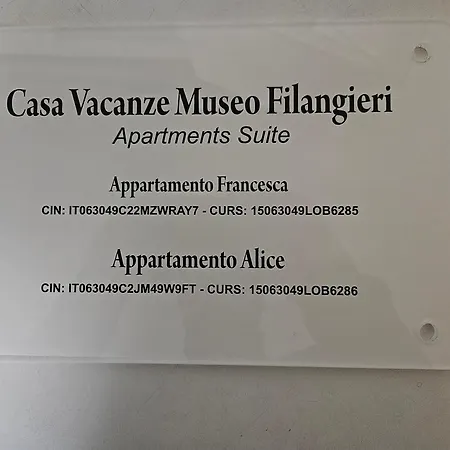 Casa Vacanze Museo Filangieri
Apartments Suite
Appartamento Francesca
CIN: IT063049C22MZWRAY7 - CURS: 15063049LOB6285
Appartamento Alice
CIN: IT063049C2JM49W9FT - CURS: 15063049LOB6286